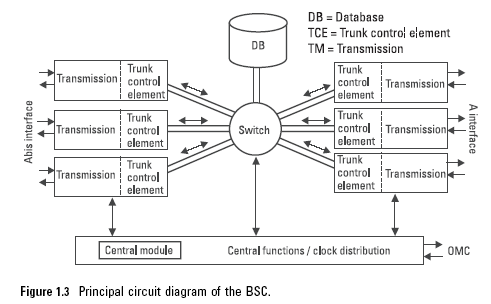 DB = Database
TCE = Trunk control element
TM = Transmission
DB
Abis interface
Transmission
Trunk
control
element
Transmission
Trunk
control
element
Transmission
Trunk
control
element
Switch
Trunk
control
element
Transmission
Trunk
control
element
Transmission
Trunk
control
element
Transmission
A interface
Central module
Central functions / clock distribution
OMC
Figure 1.3 Principal circuit diagram of the BSC.